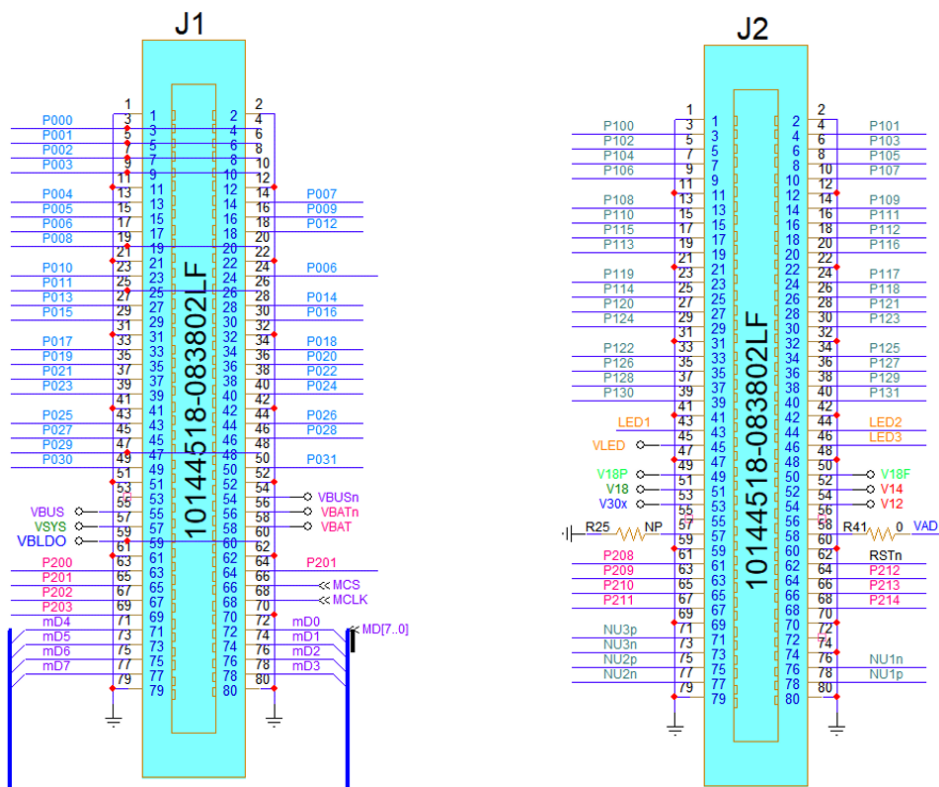 J1
1 2
P000 3 1 2 4
P001 5 3 4 6
P002 7 5 6 8
P003 9 7 8 10
11 9 10 12
P004 13 11 12 14 P007
P005 15 13 14 16 P009
P006 17 15 16 18 P012
P008 19 17 18 20
21 19 20 22
P010 23 21 22 24 P006
P011 25 23 24 26
P013 27 25 26 28 P014
P015 29 27 28 30 P016
31 29 30 32
P017 33 31 32 34 P018
P019 35 33 34 36 P020
P021 37 35 36 38 P022
P023 39 37 38 40 P024
41 39 40 42
P025 43 41 42 44 P026
P027 45 43 44 46 P028
P029 47 45 46 48
P030 49 47 48 50 P031
51 49 50 52
53 51 52 54 VBUSn
VBUS 55 53 54 56 VBATn
VSYS 57 55 56 58 VBAT
VBLDO 59 57 58 60
61 59 60 62
P200 63 61 62 64 P201
P201 65 63 64 66 MCS
P202 67 65 66 68 MCLK
P203 69 67 68 70
mD4 71 69 70 72 mD0 MD[7..0]
mD5 73 71 72 74 mD1
mD6 75 73 74 76 mD2
mD7 77 75 76 78 mD3
79 77 78 80
79 80
10144518-083802LF
J2
1 2
P100 3 1 2 4 P101
P102 5 3 4 6 P103
P104 7 5 6 8 P105
P106 9 7 8 10 P107
11 9 10 12
P108 13 11 12 14 P109
P110 15 13 14 16 P111
P115 17 15 16 18 P112
P113 19 17 18 20 P116
21 19 20 22
P119 23 21 22 24 P117
P114 25 23 24 26 P118
P120 27 25 26 28 P121
P124 29 27 28 30 P123
31 29 30 32
P122 33 31 32 34 P125
P126 35 33 34 36 P127
P128 37 35 36 38 P129
P130 39 37 38 40 P131
41 39 40 42
LED1 43 41 42 44 LED2
VLED 45 43 44 46 LED3
47 45 46 48
V18P 49 47 48 50 V18F
V18 51 49 50 52 V14
V30x 53 51 52 54 V12
55 53 54 56
R25 NP 57 55 56 58 R41 0 VAD
59 57 58 60
P208 61 59 60 62 RSTn
P209 63 61 62 64 P212
P210 65 63 64 66 P213
P211 67 65 66 68 P214
69 67 68 70
NU3p 71 69 70 72
NU3n 73 71 72 74
NU2p 75 73 74 76 NU1n
NU2n 77 75 76 78 NU1p
79 77 78 80
79 80
10144518-083802LF